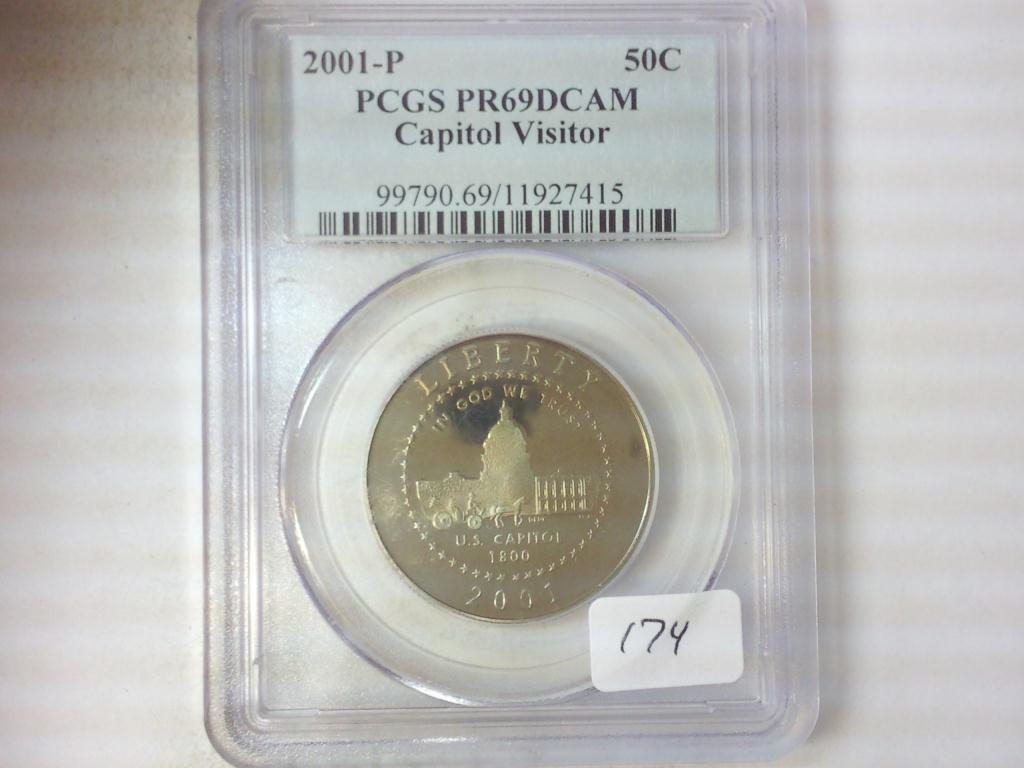 2001-P 50C
PCGS PR69DCAM
Capitol Visitor
99790.69/11927415
LIBERTY
IN GOD WE TRUST
U.S. CAPITOL
1800
2001
174